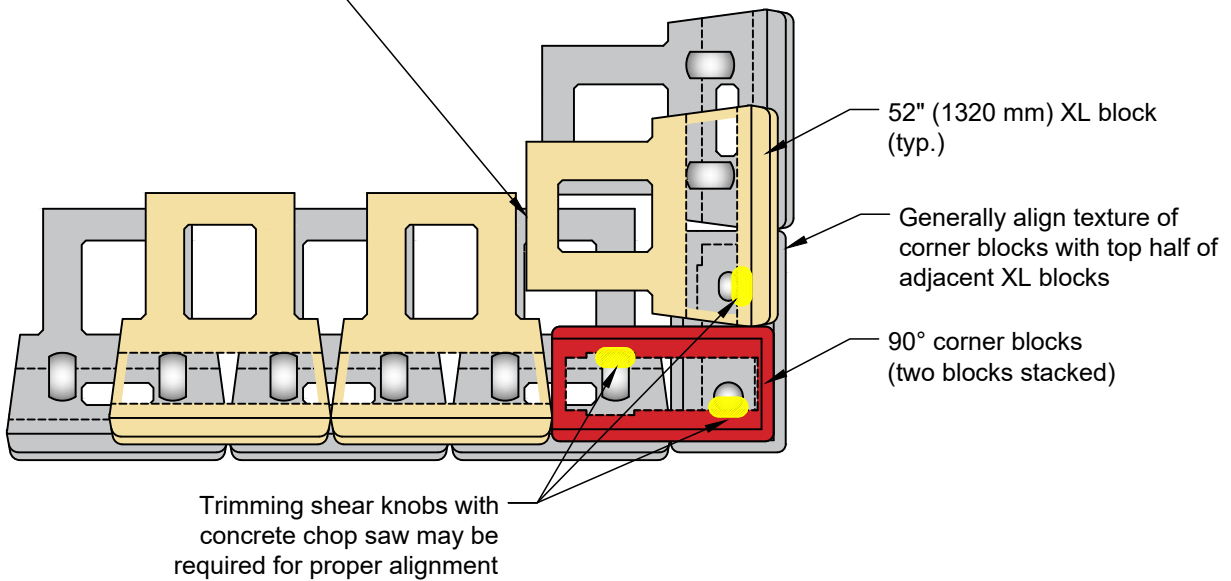 52" (1320 mm) XL block
(typ.)
Generally align texture of
corner blocks with top half of
adjacent XL blocks
90° corner blocks
(two blocks stacked)
Trimming shear knobs with
concrete chop saw may be
required for proper alignment